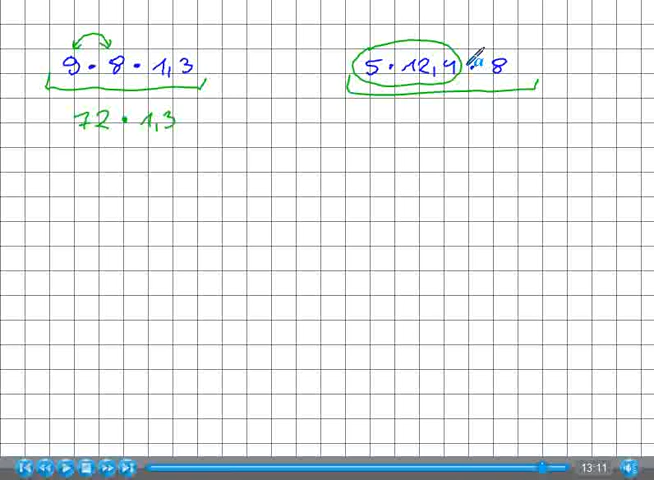 9 · 8 · 1,3
5 · 12,4 · 8
72 · 1,3
13:11